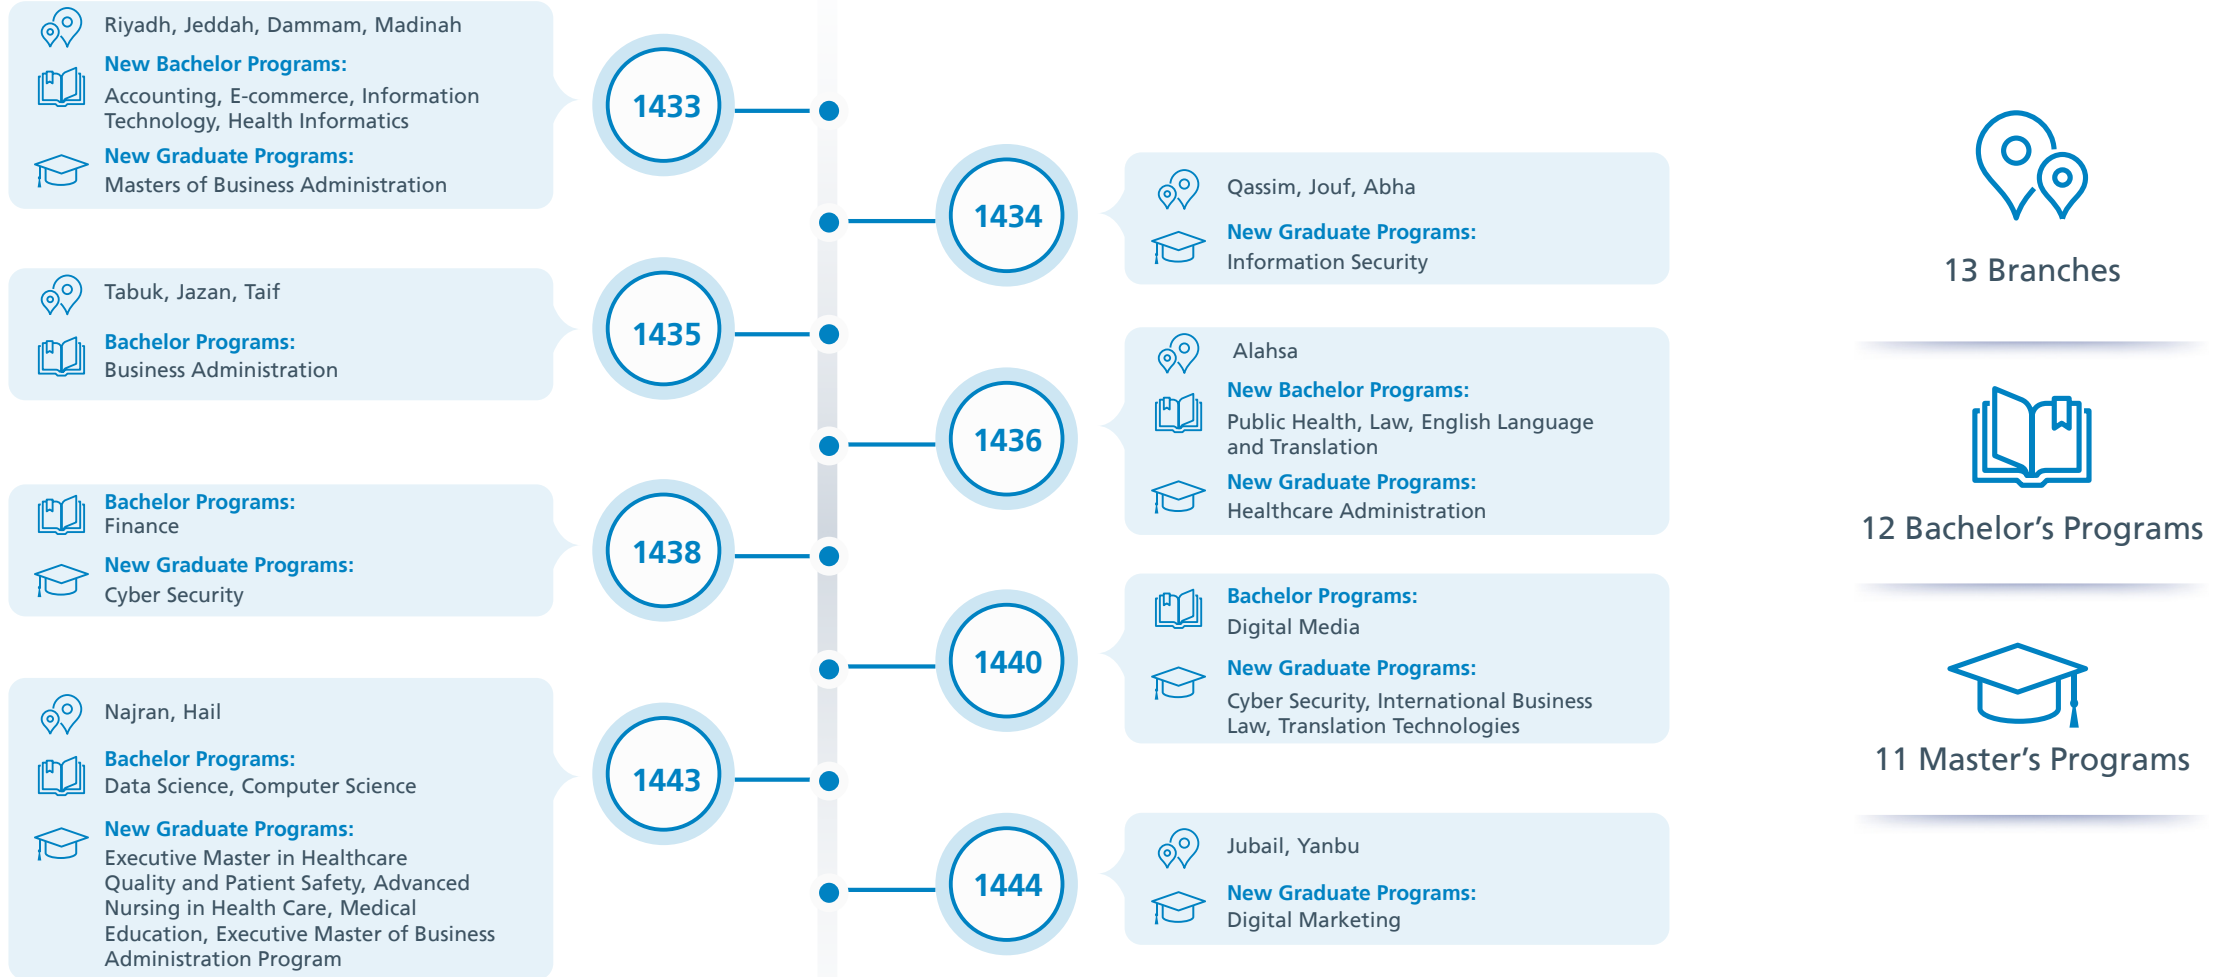 Riyadh, Jeddah, Dammam, Madinah
New Bachelor Programs:
Accounting, E-commerce, Information
Technology, Health Informatics
New Graduate Programs:
Masters of Business Administration
1433
1434
Qassim, Jouf, Abha
New Graduate Programs:
Information Security
Tabuk, Jazan, Taif
Bachelor Programs:
Business Administration
1435
1436
Alahsa
New Bachelor Programs:
Public Health, Law, English Language
and Translation
New Graduate Programs:
Healthcare Administration
Bachelor Programs:
Finance
New Graduate Programs:
Cyber Security
1438
1440
Bachelor Programs:
Digital Media
New Graduate Programs:
Cyber Security, International Business
Law, Translation Technologies
Najran, Hail
Bachelor Programs:
Data Science, Computer Science
New Graduate Programs:
Executive Master in Healthcare
Quality and Patient Safety, Advanced
Nursing in Health Care, Medical
Education, Executive Master of Business
Administration Program
1443
1444
Jubail, Yanbu
New Graduate Programs:
Digital Marketing
13 Branches
12 Bachelor’s Programs
11 Master’s Programs